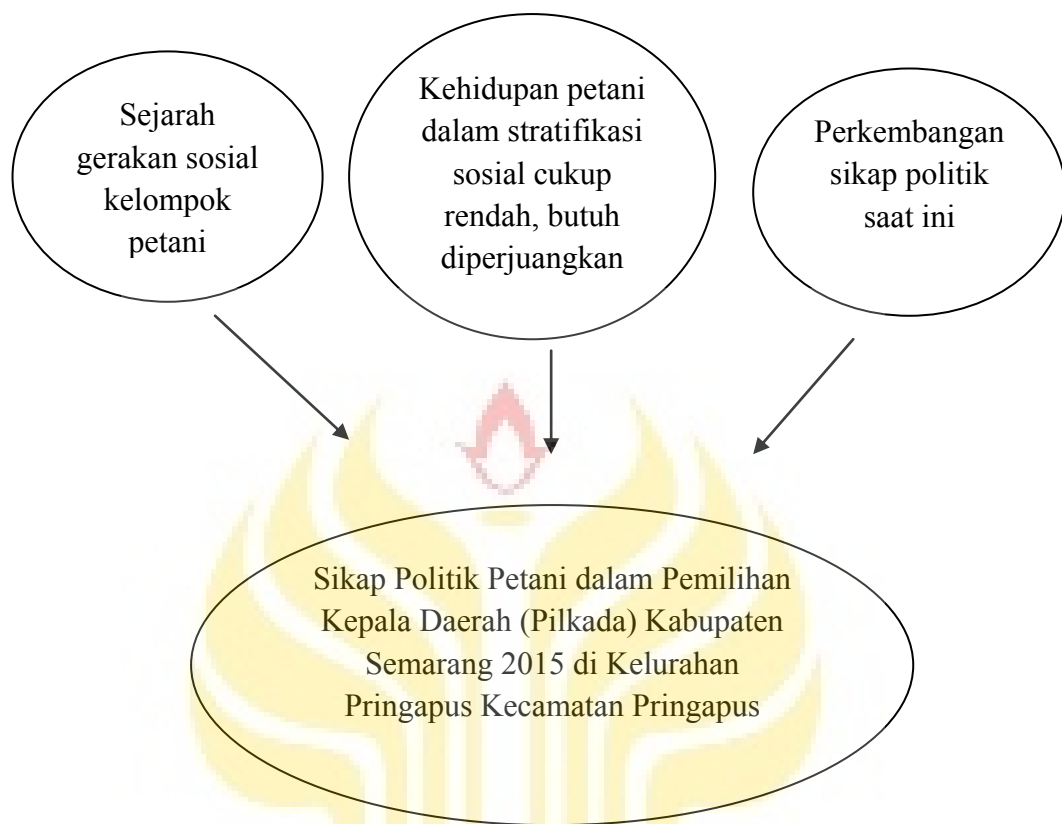 Sejarah
gerakan sosial
kelompok
petani
Kehidupan petani
dalam stratifikasi
sosial cukup
rendah, butuh
diperjuangkan
Perkembangan
sikap politik
saat ini
Sikap Politik Petani dalam Pemilihan
Kepala Daerah (Pilkada) Kabupaten
Semarang 2015 di Kelurahan
Pringapus Kecamatan Pringapus